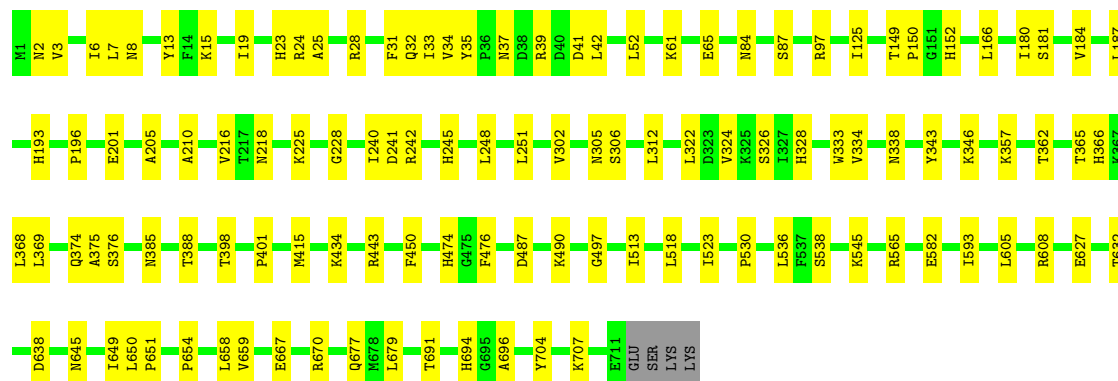 M1 N2 V3 I6 L7 N8 Y13 F14 K15 I19 H23 R24 A25 R28 F31 Q32 I33 V34 Y35 P36 N37 D38 R39 D40 D41 L42 L52 K61 E65 N84 S87 R97 I125 T149 P150 G151 H152 L166 I180 S181 V184 L187
H193 P196 E201 A205 A210 V216 T217 N218 K225 G228 I240 D241 R242 H245 L248 L251 V302 N305 S306 L312 L322 D323 V324 K325 S326 I327 H328 W333 V334 N338 Y343 K346 K357 T362 T365 H366 K367
L368 L369 Q374 A375 S376 N385 T388 T398 P401 M415 K434 R443 F450 H474 G475 F476 D487 K490 G497 I513 L518 I523 P530 L536 F537 S538 K545 R565 E582 I593 L605 R608 E627 T632
D638 N645 I649 L650 P651 P654 L658 V659 E667 R670 Q677 M678 L679 T691 H694 G695 A696 Y704 K707 E711 GLU SER LYS LYS